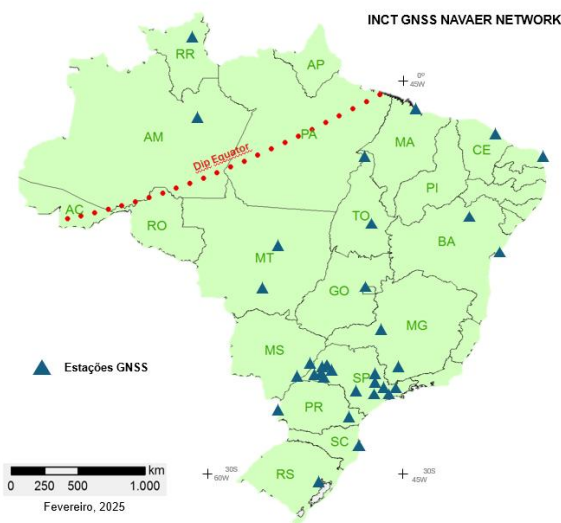 INCT GNSS NAVAER NETWORK
RR
AP
0º
45W
AM
Dip Equator
PA
MA
CE
PI
AC
RO
TO
BA
MT
GO
MG
MS
Estações GNSS
SP
PR
SC
RS
30S
60W
30S
45W
km
0 250 500 1.000
Fevereiro, 2025